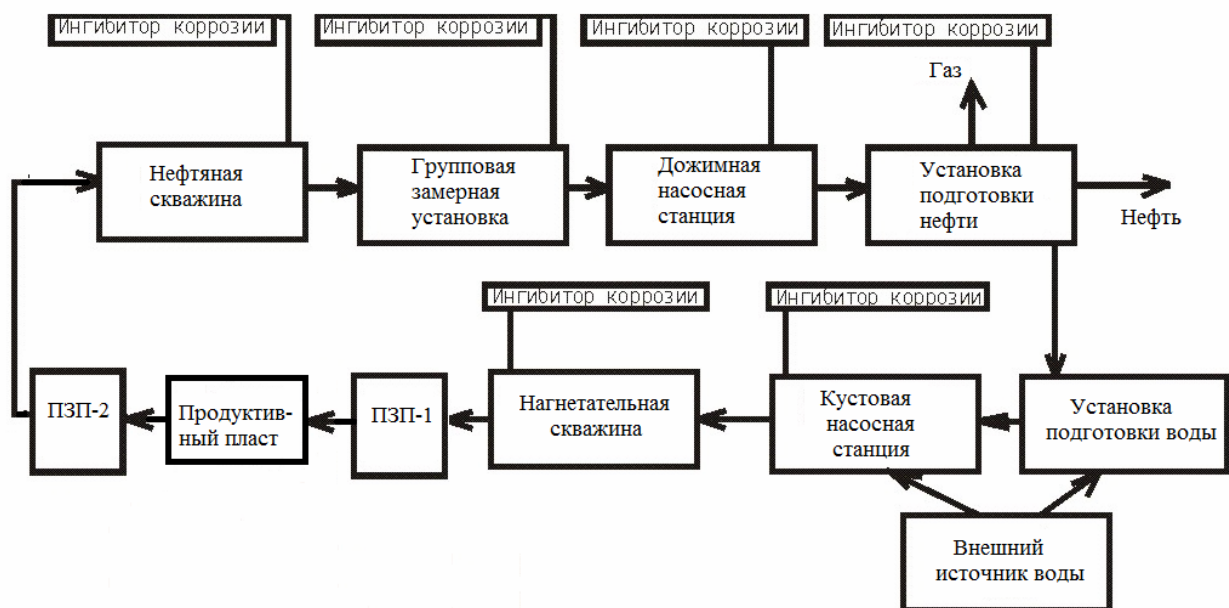 Ингибитор коррозии
Ингибитор коррозии
Ингибитор коррозии
Ингибитор коррозии
Газ
Нефтяная
скважина
Групповая
замерная
установка
Дожимная
насосная
станция
Установка
подготовки
нефти
Нефть
Ингибитор коррозии
Ингибитор коррозии
ПЗП-2
Продуктив-
ный пласт
ПЗП-1
Нагнетательная
скважина
Кустовая
насосная
станция
Установка
подготовки воды
Внешний
источник воды